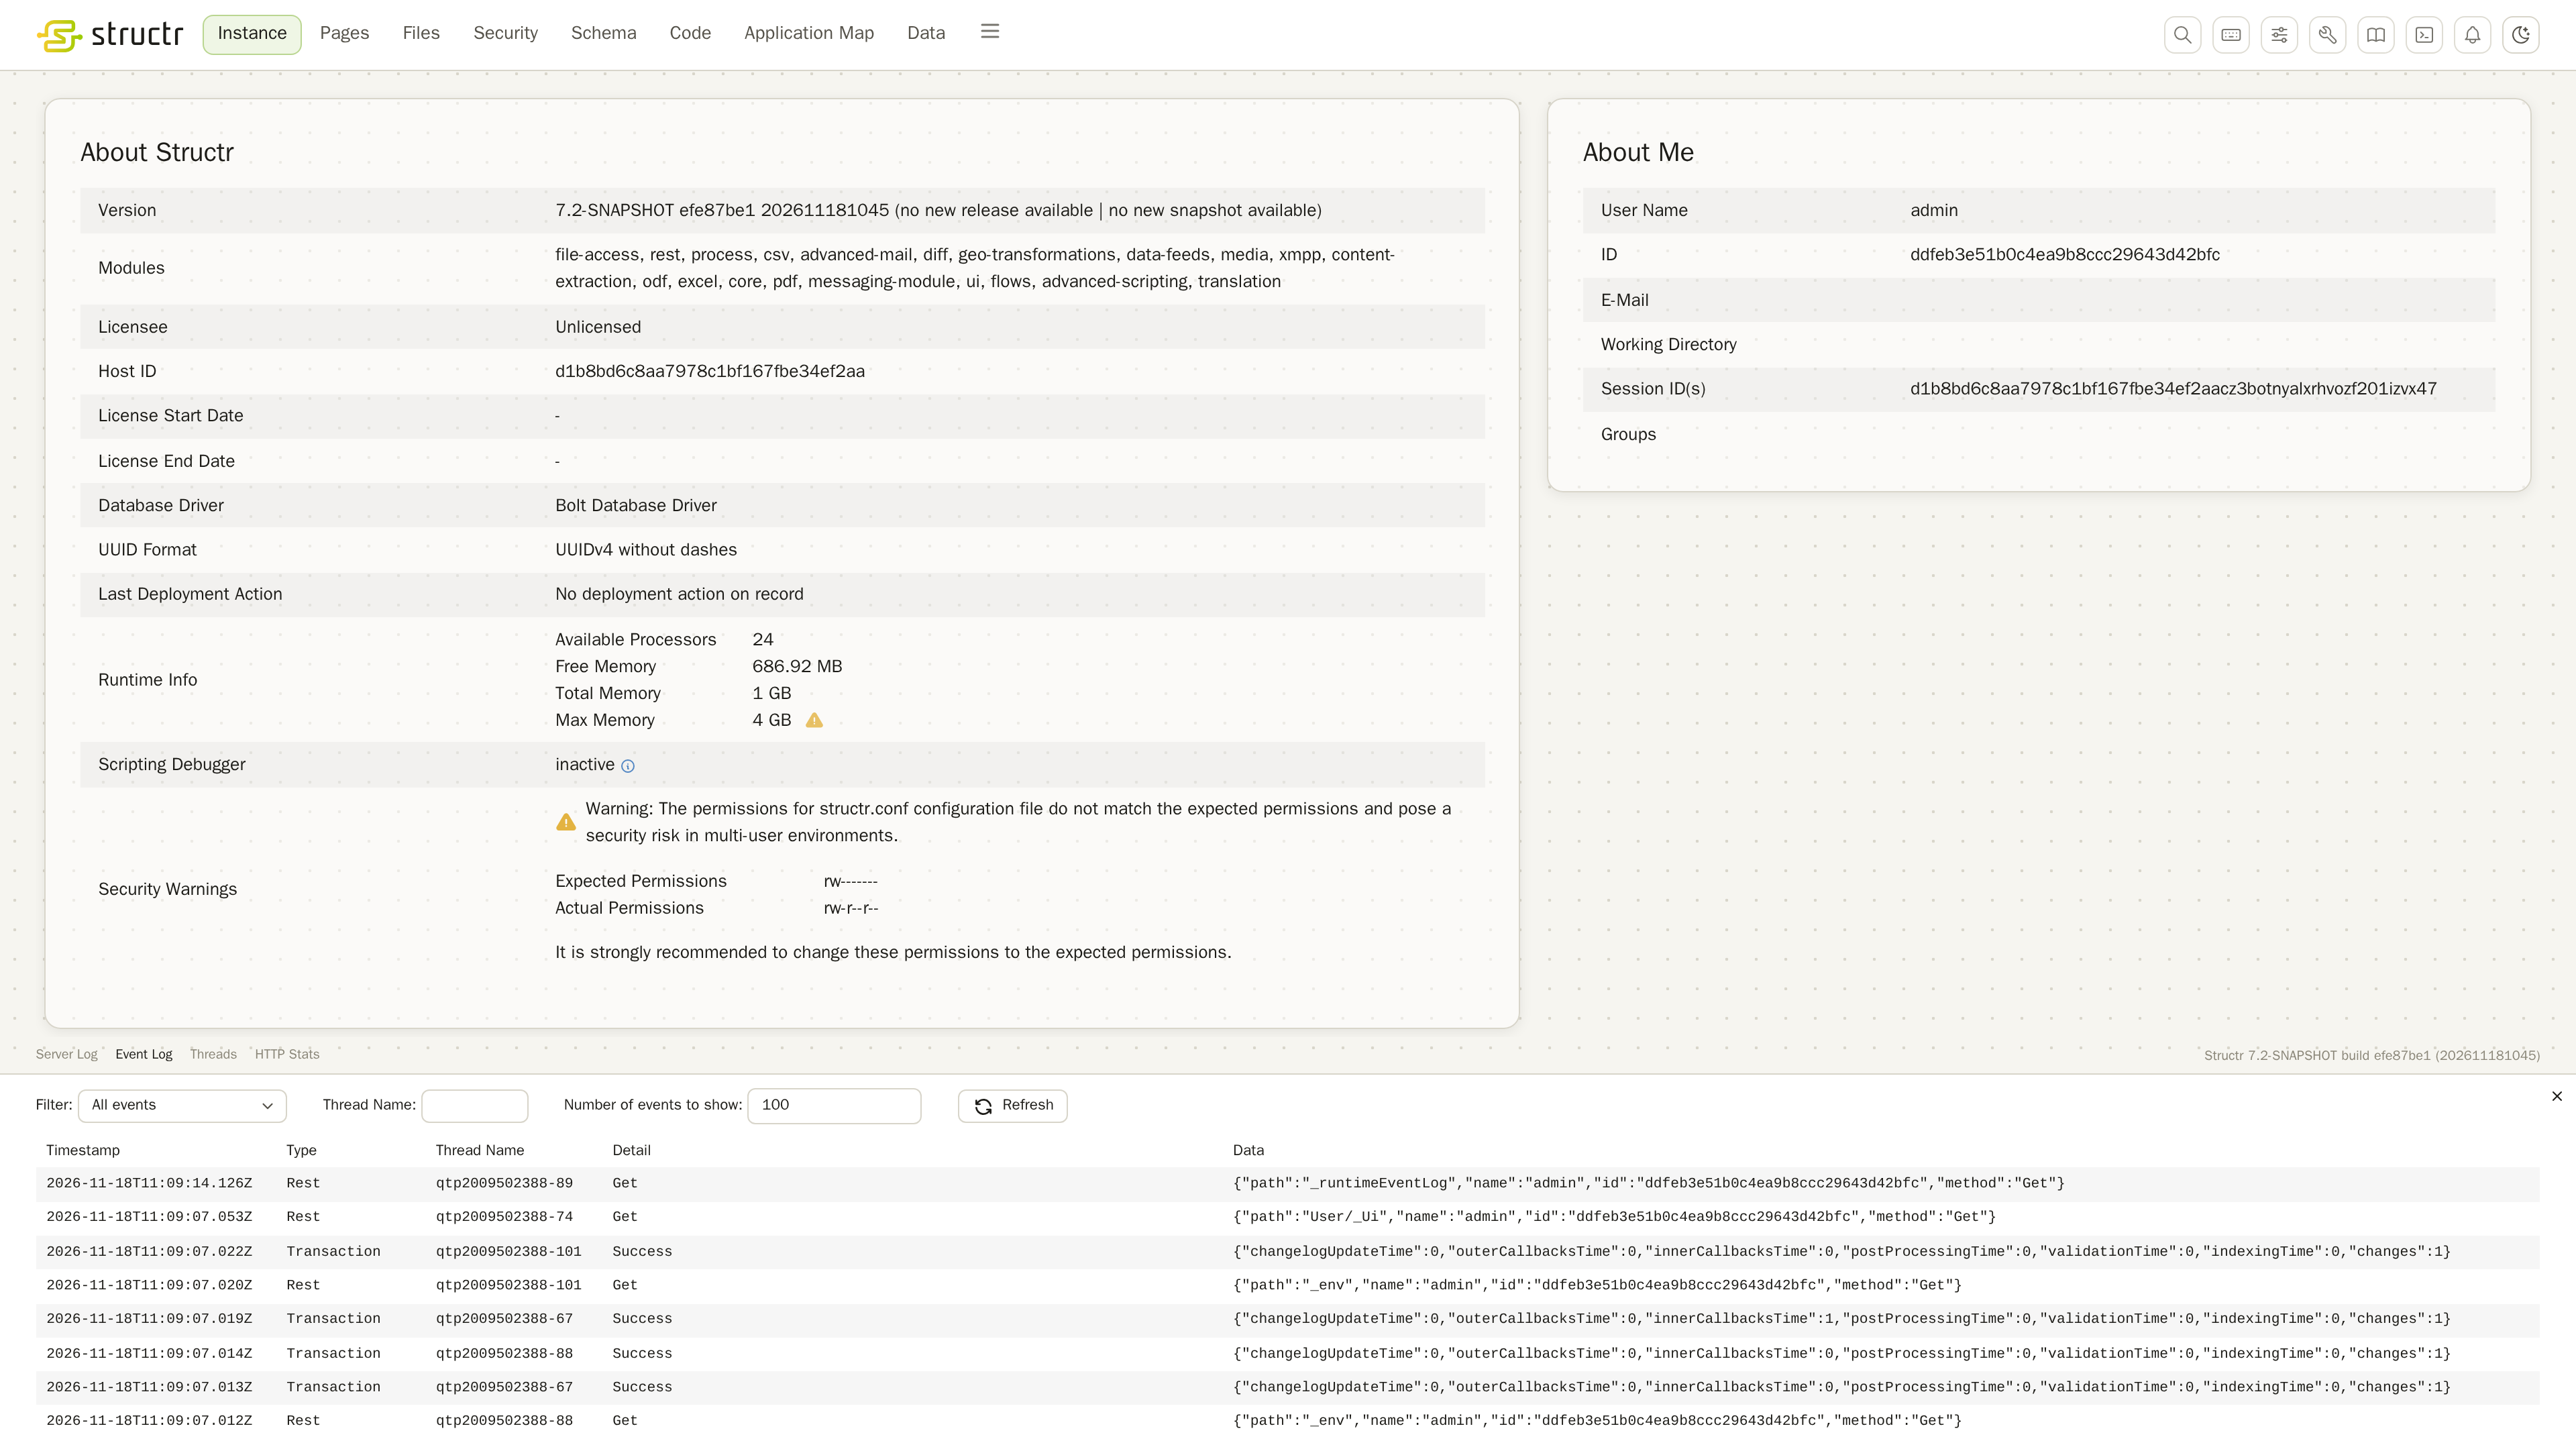 structr Instance Pages Files Security Schema Code Application Map Data
About Structr
Version 7.2-SNAPSHOT efe87be1 202611181045 (no new release available | no new snapshot available)
Modules file-access, rest, process, csv, advanced-mail, diff, geo-transformations, data-feeds, media, xmpp, content-
extraction, odf, excel, core, pdf, messaging-module, ui, flows, advanced-scripting, translation
Licensee Unlicensed
Host ID d1b8bd6c8aa7978c1bf167fbe34ef2aa
License Start Date -
License End Date -
Database Driver Bolt Database Driver
UUID Format UUIDv4 without dashes
Last Deployment Action No deployment action on record
Runtime Info
Available Processors 24
Free Memory 686.92 MB
Total Memory 1 GB
Max Memory 4 GB
Scripting Debugger inactive
Security Warnings
Warning: The permissions for structr.conf configuration file do not match the expected permissions and pose a
security risk in multi-user environments.
Expected Permissions rw-------
Actual Permissions rw-r--r--
It is strongly recommended to change these permissions to the expected permissions.
About Me
User Name admin
ID ddfeb3e51b0c4ea9b8ccc29643d42bfc
E-Mail
Working Directory
Session ID(s) d1b8bd6c8aa7978c1bf167fbe34ef2aacz3botnyalxrhvozf201izvx47
Groups
Server Log Event Log Threads HTTP Stats
Structr 7.2-SNAPSHOT build efe87be1 (202611181045)
Filter: All events Thread Name: Number of events to show: 100 Refresh
Timestamp Type Thread Name Detail Data
2026-11-18T11:09:14.126Z Rest qtp2009502388-89 Get {"path":"_runtimeEventLog","name":"admin","id":"ddfeb3e51b0c4ea9b8ccc29643d42bfc","method":"Get"}
2026-11-18T11:09:07.053Z Rest qtp2009502388-74 Get {"path":"User/_Ui","name":"admin","id":"ddfeb3e51b0c4ea9b8ccc29643d42bfc","method":"Get"}
2026-11-18T11:09:07.022Z Transaction qtp2009502388-101 Success {"changelogUpdateTime":0,"outerCallbacksTime":0,"innerCallbacksTime":0,"postProcessingTime":0,"validationTime":0,"indexingTime":0,"changes":1}
2026-11-18T11:09:07.020Z Rest qtp2009502388-101 Get {"path":"_env","name":"admin","id":"ddfeb3e51b0c4ea9b8ccc29643d42bfc","method":"Get"}
2026-11-18T11:09:07.019Z Transaction qtp2009502388-67 Success {"changelogUpdateTime":0,"outerCallbacksTime":0,"innerCallbacksTime":1,"postProcessingTime":0,"validationTime":0,"indexingTime":0,"changes":1}
2026-11-18T11:09:07.014Z Transaction qtp2009502388-88 Success {"changelogUpdateTime":0,"outerCallbacksTime":0,"innerCallbacksTime":0,"postProcessingTime":0,"validationTime":0,"indexingTime":0,"changes":1}
2026-11-18T11:09:07.013Z Transaction qtp2009502388-67 Success {"changelogUpdateTime":0,"outerCallbacksTime":0,"innerCallbacksTime":0,"postProcessingTime":0,"validationTime":0,"indexingTime":0,"changes":1}
2026-11-18T11:09:07.012Z Rest qtp2009502388-88 Get {"path":"_env","name":"admin","id":"ddfeb3e51b0c4ea9b8ccc29643d42bfc","method":"Get"}